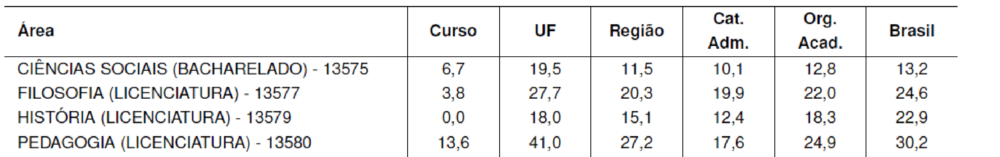 Área Curso UF Região Cat. Adm. Org. Acad. Brasil
CIÊNCIAS SOCIAIS (BACHARELADO) - 13575 6,7 19,5 11,5 10,1 12,8 13,2
FILOSOFIA (LICENCIATURA) - 13577 3,8 27,7 20,3 19,9 22,0 24,6
HISTÓRIA (LICENCIATURA) - 13579 0,0 18,0 15,1 12,4 18,3 22,9
PEDAGOGIA (LICENCIATURA) - 13580 13,6 41,0 27,2 17,6 24,9 30,2